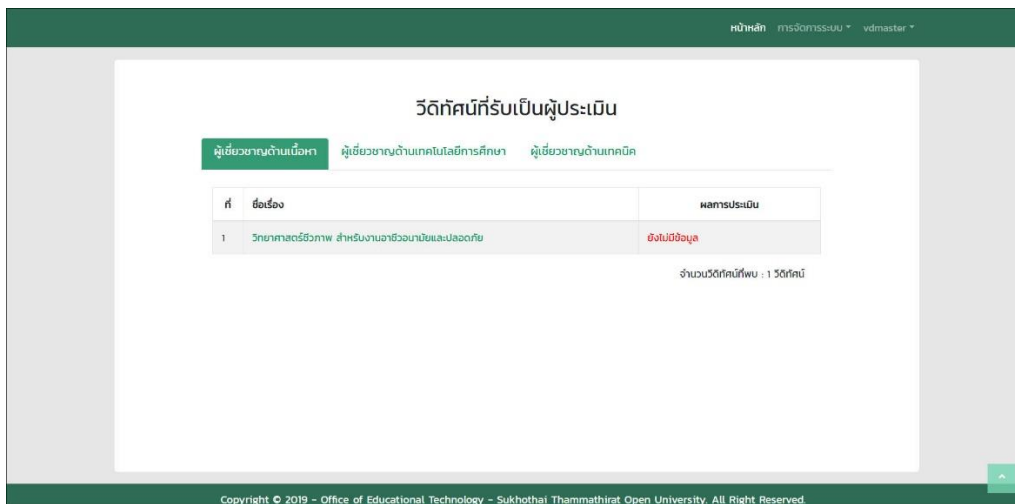 หน้าหลัก การจัดการระบบ vdmaster
วีดิทัศน์ที่รับเป็นผู้ประเมิน
ผู้เชี่ยวชาญด้านเนื้อหา ผู้เชี่ยวชาญด้านเทคโนโลยีการศึกษา ผู้เชี่ยวชาญด้านเทคนิค
ที่ ชื่อเรื่อง ผลการประเมิน
1 วิทยาศาสตร์ชีวภาพ สำหรับงานอาชีวอนามัยและปลอดภัย ยังไม่มีข้อมูล
จำนวนวีดิทัศน์ที่พบ : 1 วีดิทัศน์
Copyright © 2019 - Office of Educational Technology - Sukhothai Thammathirat Open University. All Right Reserved.